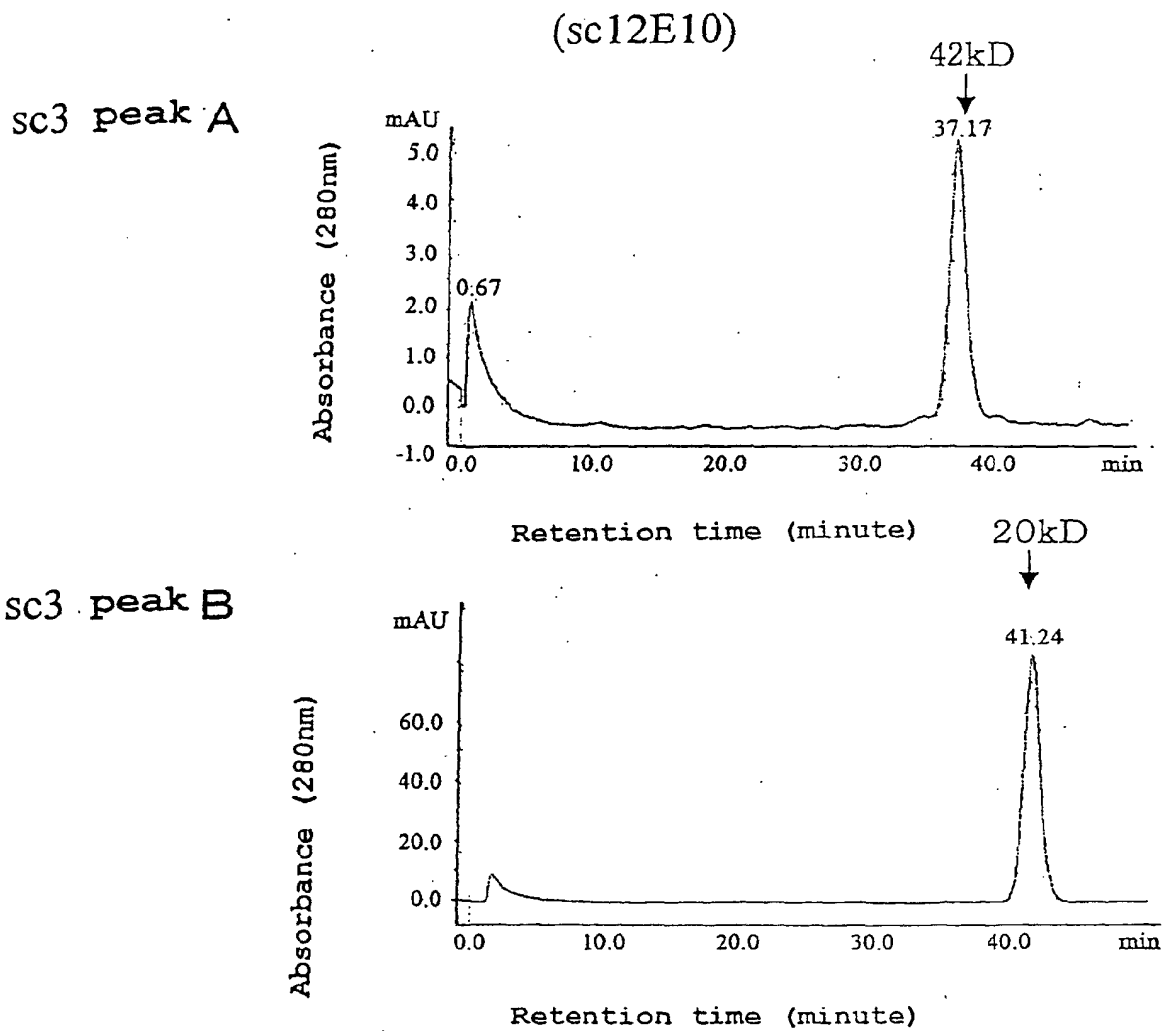 (sc12E10)
42kD
sc3 peak A
mAU
37.17
5.0
4.0
3.0
2.0
1.0
0.0
-1.0
0.67
Absorbance (280nm)
0.0 10.0 20.0 30.0 40.0 min
Retention time (minute)
20kD
sc3 peak B
mAU
41.24
60.0
40.0
20.0
0.0
Absorbance (280nm)
0.0 10.0 20.0 30.0 40.0 min
Retention time (minute)